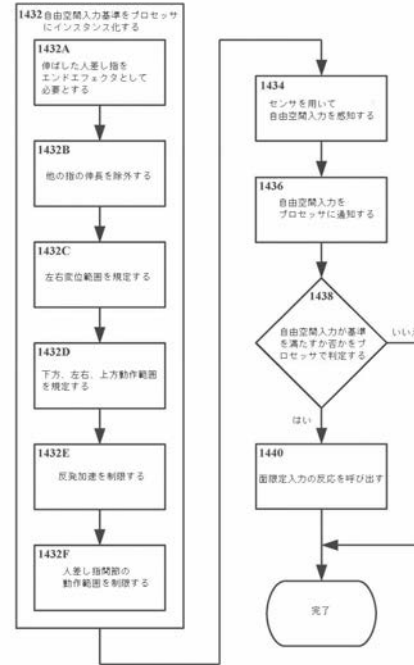 1432 自由空間入力基準をプロセッサ
にインスタンス化する
1432A
伸ばした人差し指を
エンドエフェクタとして
必要とする
1432B
他の指の伸長を除外する
1432C
左右変位範囲を規定する
1432D
下方、左右、上方動作範囲
を規定する
1432E
反発加速を制限する
1432F
人差し指関節の
動作範囲を制限する
1434
センサを用いて
自由空間入力を感知する
1436
自由空間入力を
プロセッサに通知する
1438
自由空間入力が基準
を満たすか否かをプ
ロセッサで判定する
いいえ
はい
1440
面限定入力の反応を呼び出す
完了